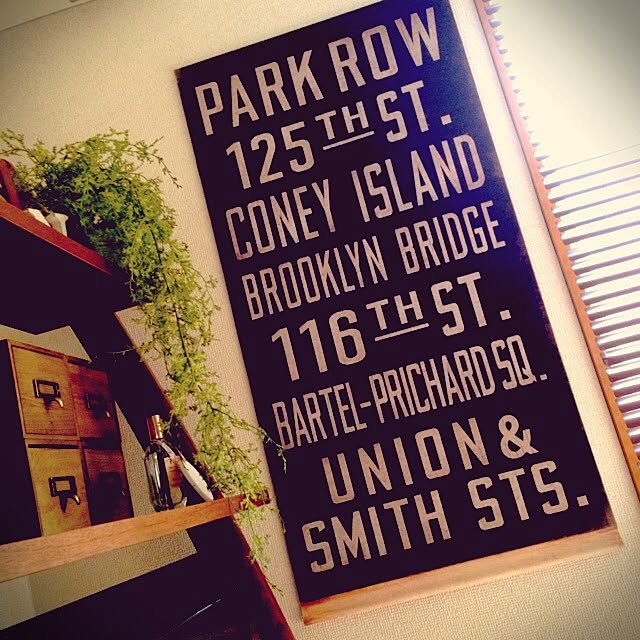 PARK ROW
125TH ST.
CONEY ISLAND
BROOKLYN BRIDGE
116TH ST.
BARTEL-PRICHARD SQ.
UNION &
SMITH STS.